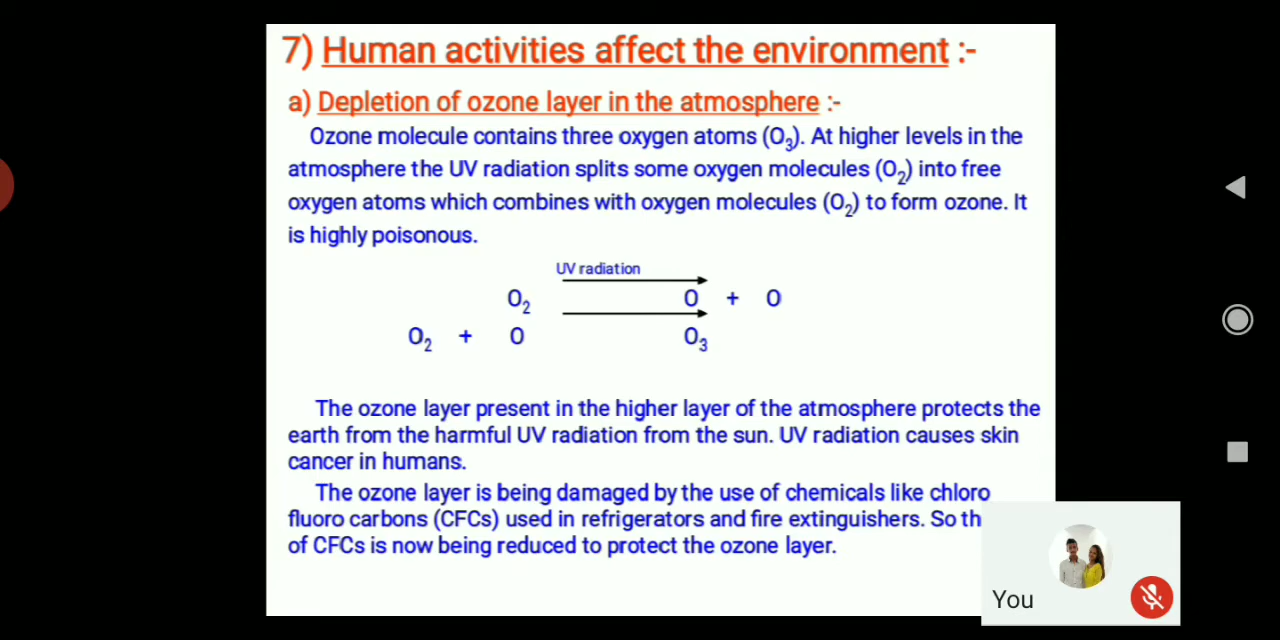 7) Human activities affect the environment :-
a) Depletion of ozone layer in the atmosphere :-
Ozone molecule contains three oxygen atoms (O₃). At higher levels in the
atmosphere the UV radiation splits some oxygen molecules (O₂) into free
oxygen atoms which combines with oxygen molecules (O₂) to form ozone. It
is highly poisonous.
UV radiation
O₂ O + O
O₂ + O O₃
The ozone layer present in the higher layer of the atmosphere protects the
earth from the harmful UV radiation from the sun. UV radiation causes skin
cancer in humans.
The ozone layer is being damaged by the use of chemicals like chloro
fluoro carbons (CFCs) used in refrigerators and fire extinguishers. So
of CFCs is now being reduced to protect the ozone layer.
You